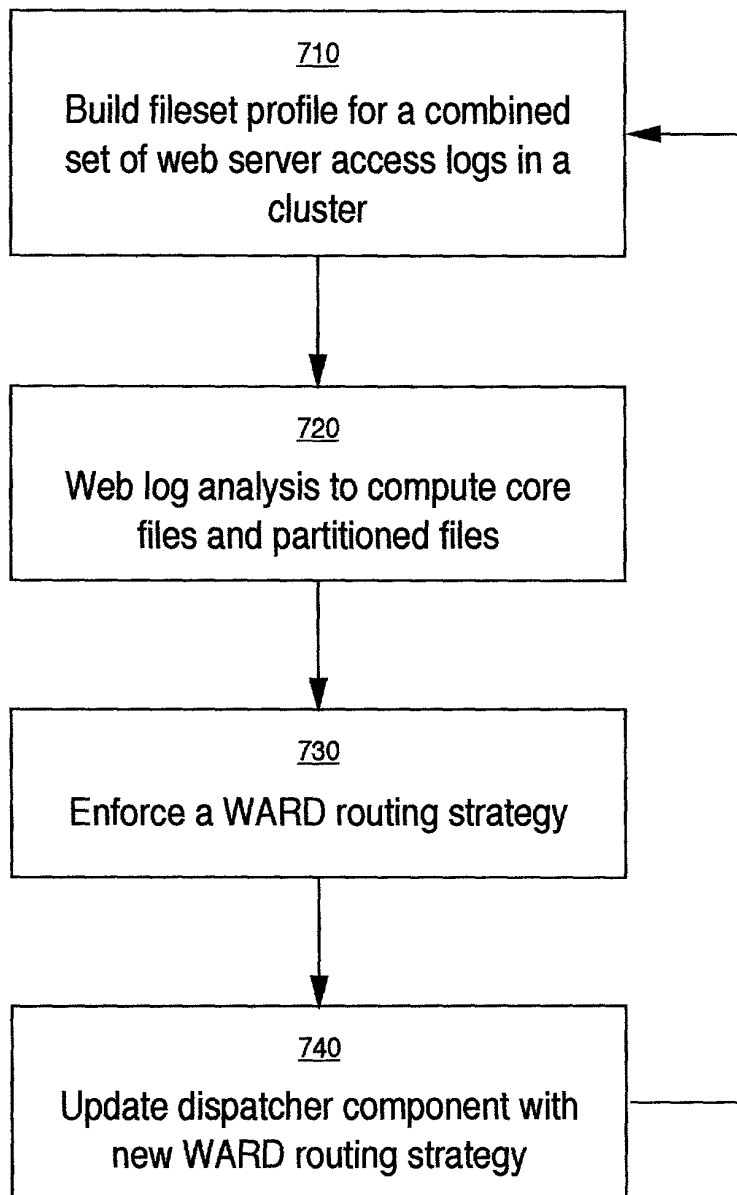 710
Build fileset profile for a combined
set of web server access logs in a
cluster
720
Web log analysis to compute core
files and partitioned files
730
Enforce a WARD routing strategy
740
Update dispatcher component with
new WARD routing strategy